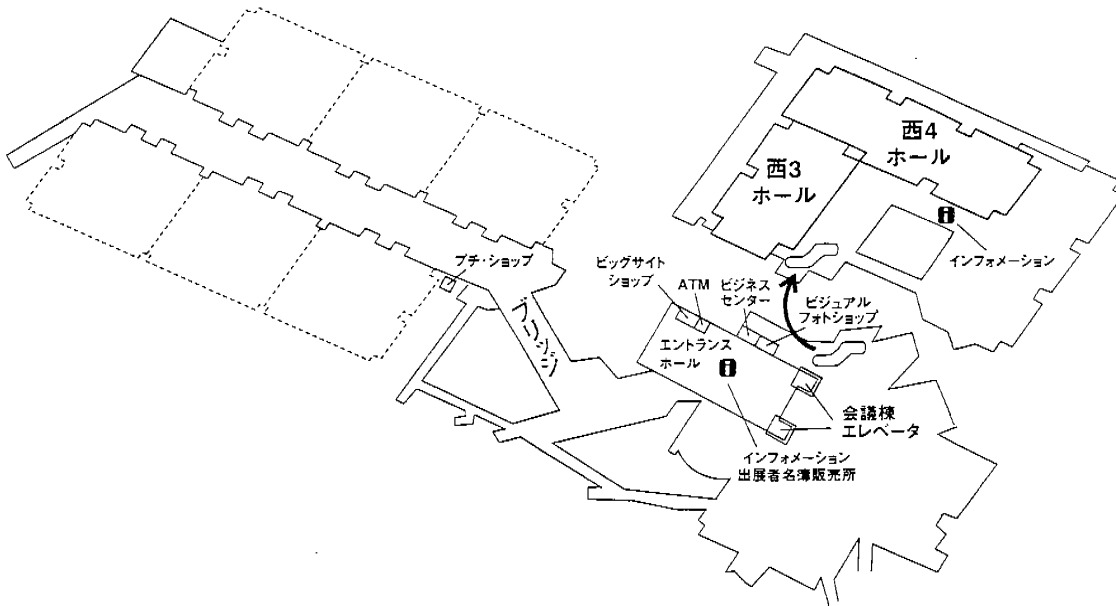 西4
ホール
西3
ホール
インフォメーション
プチ・ショップ
ブリッジ
ビッグサイト
ショップ
ATM
ビジネス
センター
ビジュアル
フォトショップ
エントランス
ホール
会議棟
エレベータ
インフォメーション
出展者名簿販売所